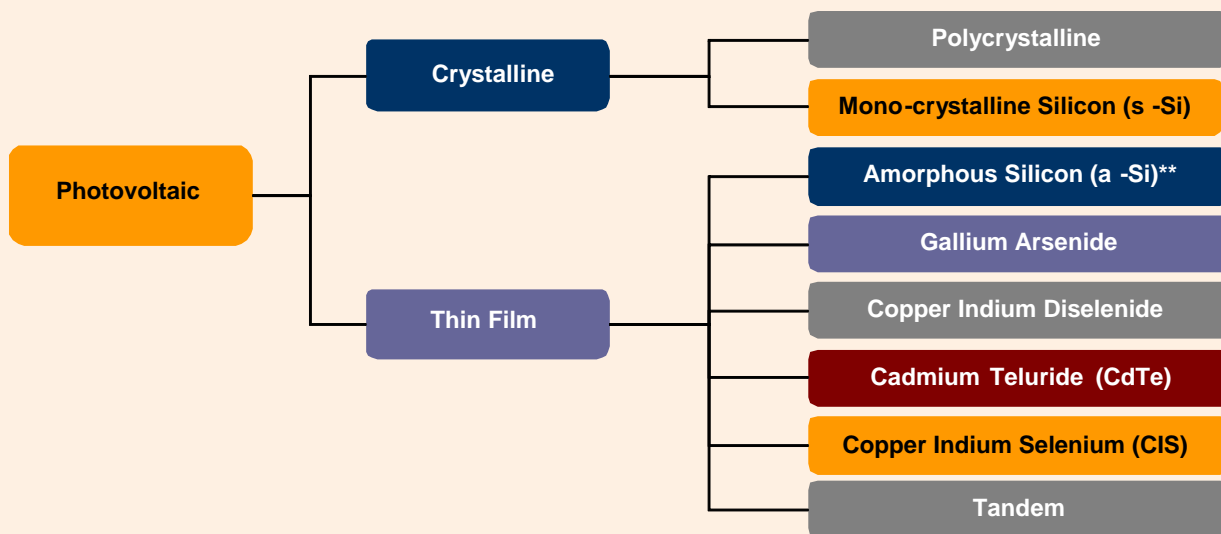 Photovoltaic
Crystalline
Polycrystalline
Mono-crystalline Silicon (s -Si)
Thin Film
Amorphous Silicon (a -Si)**
Gallium Arsenide
Copper Indium Diselenide
Cadmium Teluride (CdTe)
Copper Indium Selenium (CIS)
Tandem